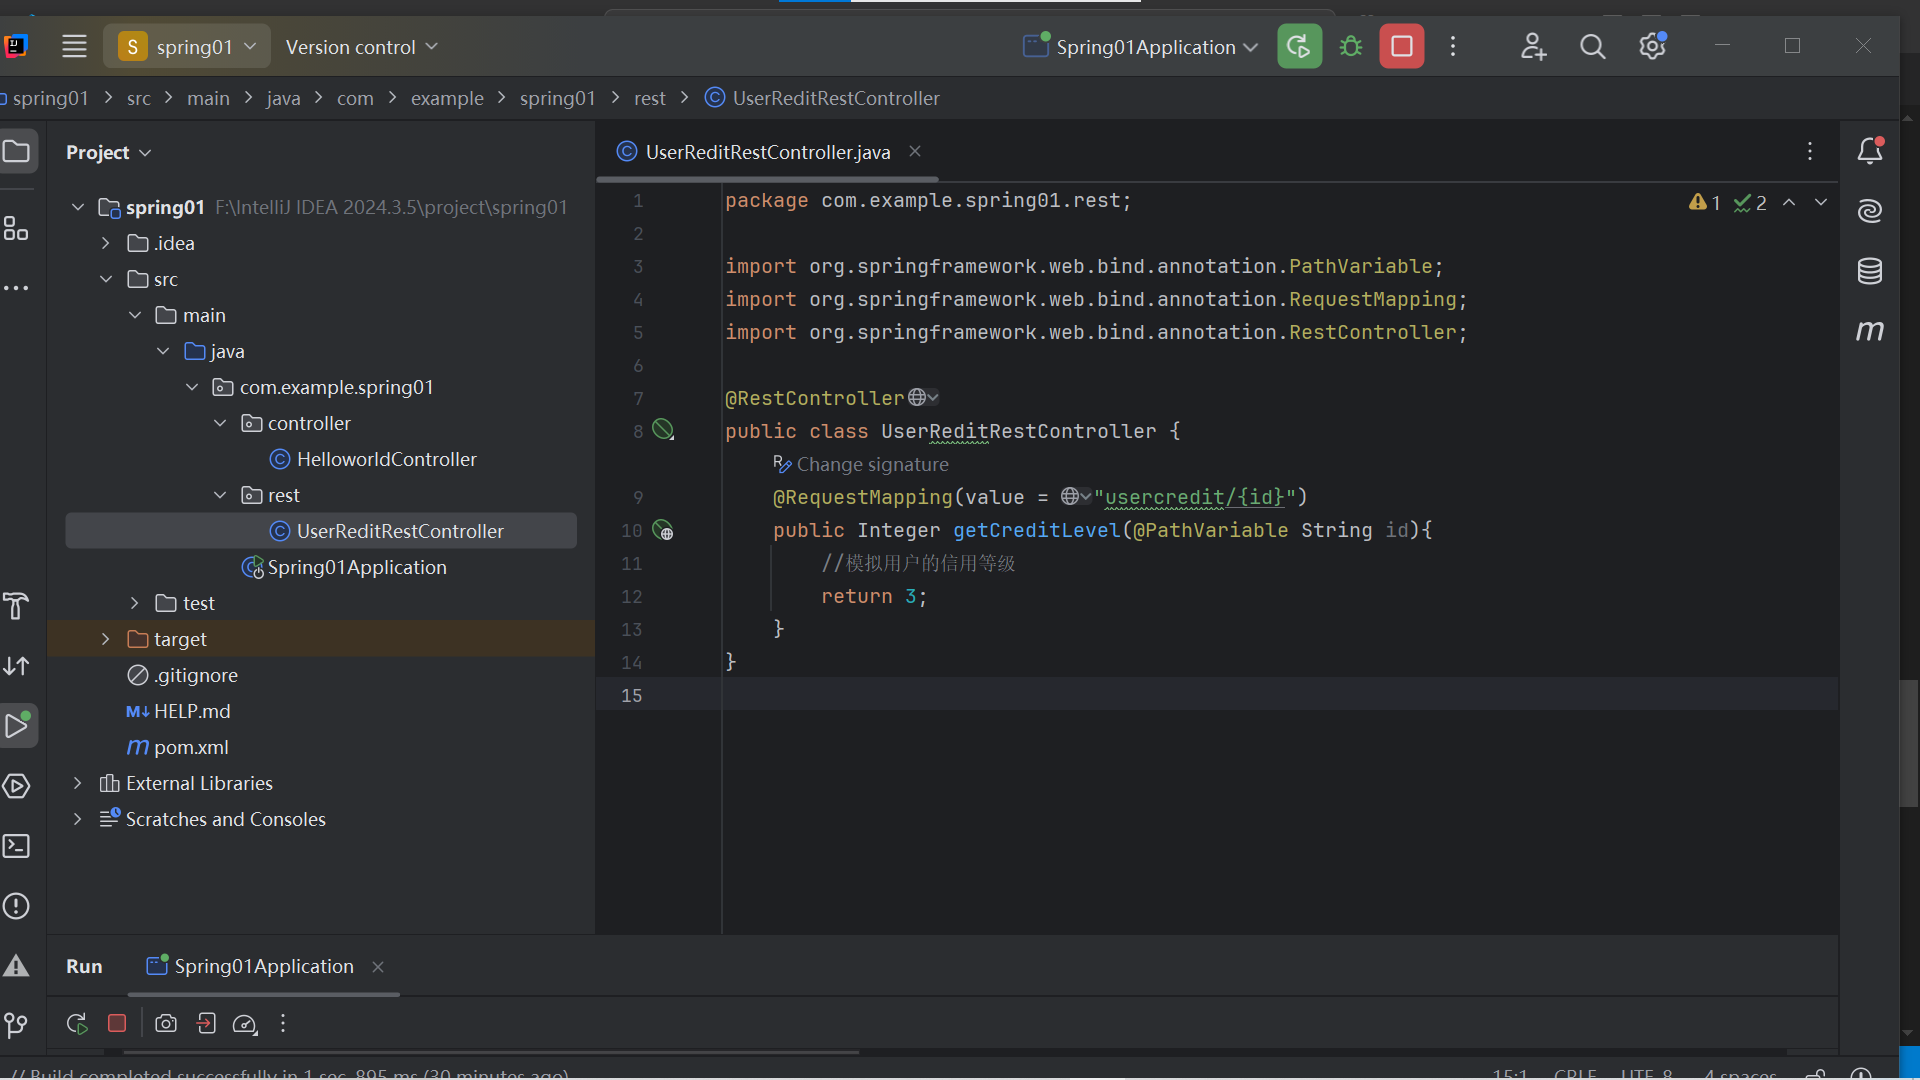 S spring01 Version control Spring01Application
spring01 > src > main > java > com > example > spring01 > rest > UserReditRestController
Project
UserReditRestController.java
spring01 F:\IntelliJ IDEA 2024.3.5\project\spring01
.idea
src
main
java
com.example.spring01
controller
HelloworldController
rest
UserReditRestController
Spring01Application
test
target
.gitignore
HELP.md
pom.xml
External Libraries
Scratches and Consoles
1 package com.example.spring01.rest;
1 2
2
3 import org.springframework.web.bind.annotation.PathVariable;
4 import org.springframework.web.bind.annotation.RequestMapping;
5 import org.springframework.web.bind.annotation.RestController;
6
7 @RestController
8 public class UserReditRestController {
Change signature
9 @RequestMapping(value = "usercredit/{id}")
10 public Integer getCreditLevel(@PathVariable String id){
11 //模拟用户的信用等级
12 return 3;
13 }
14 }
15
Run Spring01Application
// Build completed successfully in 1 sec, 895 ms (30 minutes ago)
15:1 CRLF UTF-8 4 spaces